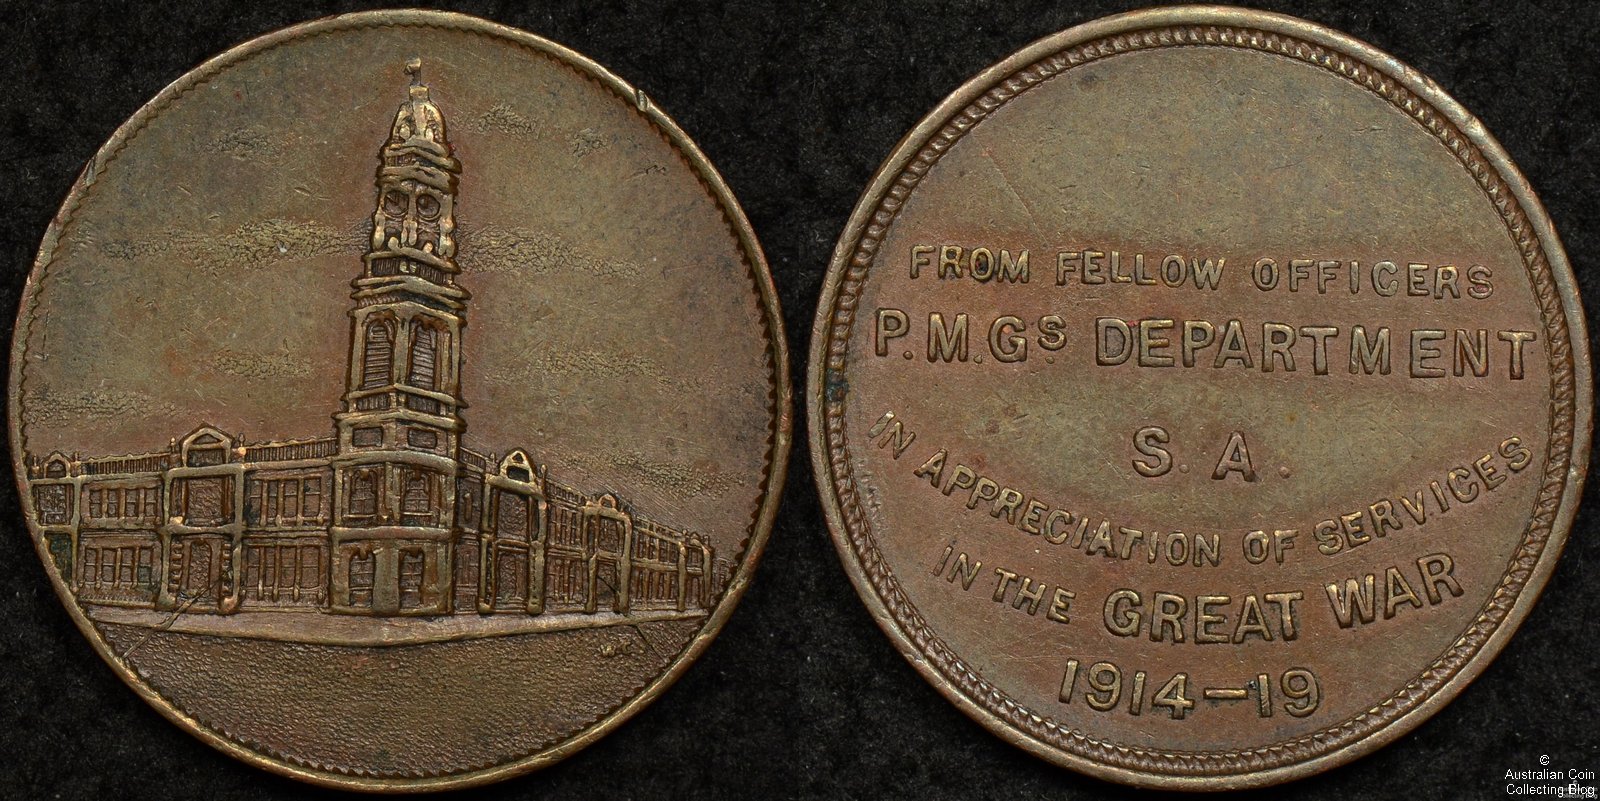 W.C.
FROM FELLOW OFFICERS
P.M.Gs DEPARTMENT
S. A.
IN APPRECIATION OF SERVICES
IN THE GREAT WAR
1914-19
©
Australian Coin
Collecting Blog